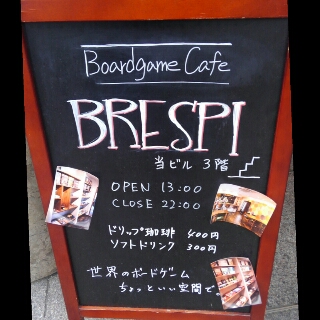 Boardgame Cafe
BRESPI
当ビル 3階
OPEN 13:00
CLOSE 22:00
ドリップ珈琲 400円
ソフトドリンク 300円
世界のボードゲーム
ちょっといい空間で。